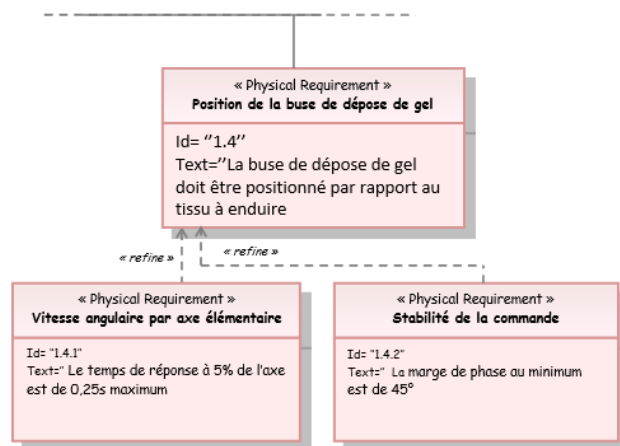 « Physical Requirement »
Position de la buse de dépose de gel
Id= ‘’1.4’’
Text=’’La buse de dépose de gel
doit être positionné par rapport au
tissu à enduire
« refine »
« refine »
« Physical Requirement »
Vitesse angulaire par axe élémentaire
Id= "1.4.1"
Text=" Le temps de réponse à 5% de l'axe
est de 0,25s maximum
« Physical Requirement »
Stabilité de la commande
Id= "1.4.2"
Text=" La marge de phase au minimum
est de 45°